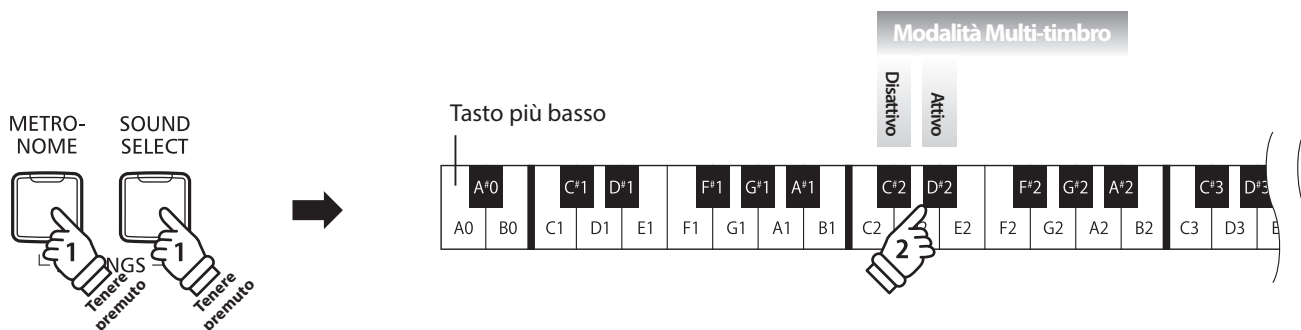 Modalità Multi-timbro
Disattivo
Attivo
Tasto più basso
METRO-
NOME
SOUND
SELECT
A#0 C#1 D#1 F#1 G#1 A#1 C#2 D#2 F#2 G#2 A#2 C#3 D#3
A0 B0 C1 D1 E1 F1 G1 A1 B1 C2 E2 F2 G2 A2 B2 C3 D3
1
1
2
NGS
Tenere
premuto
Tenere
premuto